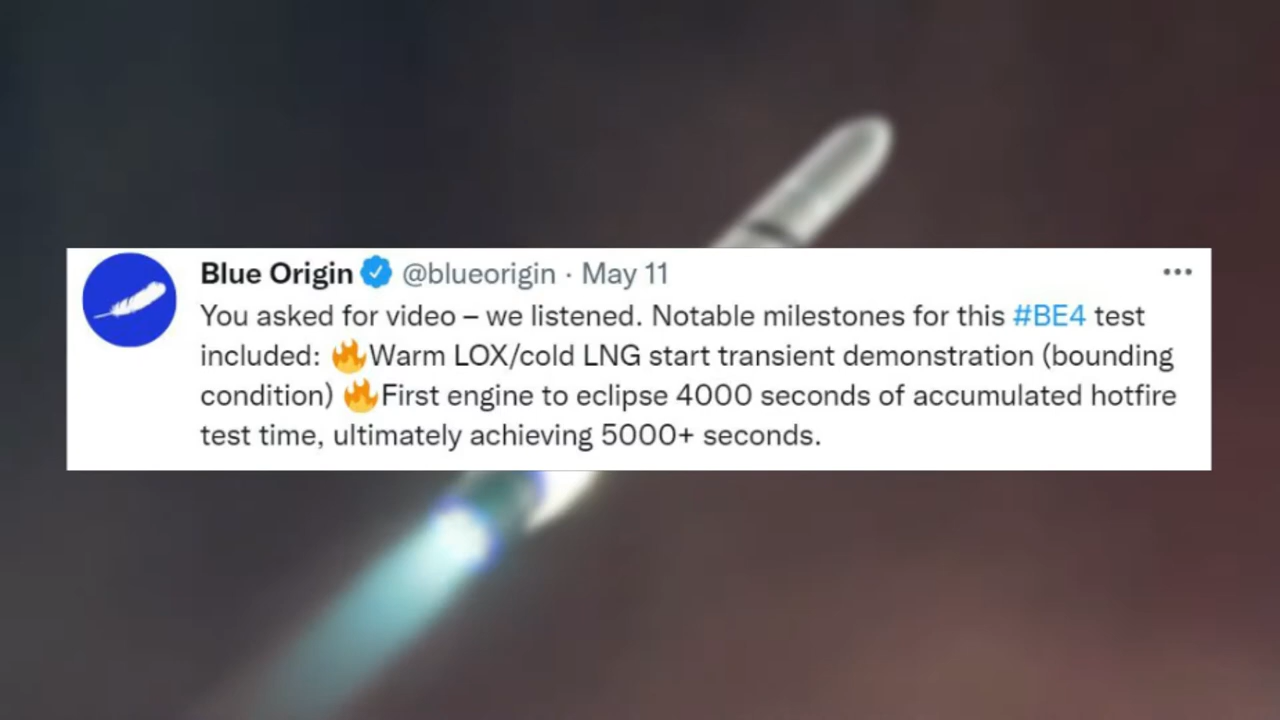 Blue Origin @blueorigin · May 11
You asked for video – we listened. Notable milestones for this #BE4 test
included: 🔥Warm LOX/cold LNG start transient demonstration (bounding
condition) 🔥First engine to eclipse 4000 seconds of accumulated hotfire
test time, ultimately achieving 5000+ seconds.